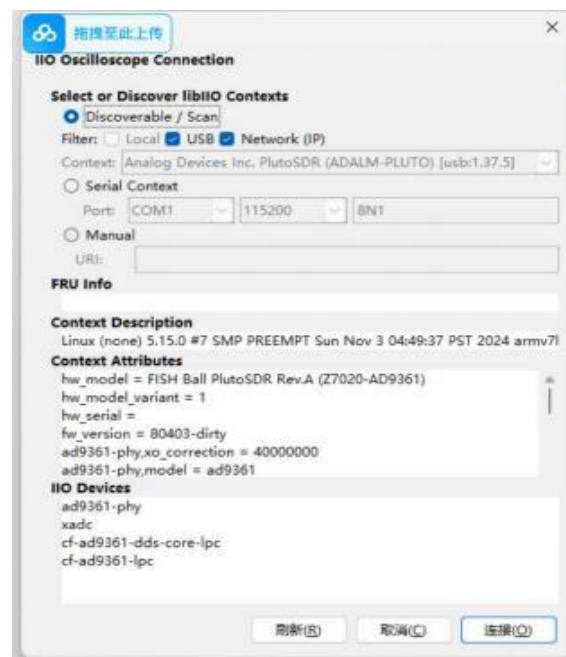 拖拽至此上传
IIO Oscilloscope Connection
Select or Discover libIIO Contexts
Discoverable / Scan
Filter: Local USB Network (IP)
Context: Analog Devices Inc. PlutoSDR (ADALM-PLUTO) [usb:1.37.5]
Serial Context
Port: COM1 115200 8N1
Manual
URI:
FRU Info
Context Description
Linux (none) 5.15.0 #7 SMP PREEMPT Sun Nov 3 04:49:37 PST 2024 armv7l
Context Attributes
hw_model = FISH Ball PlutoSDR Rev.A (Z7020-AD9361)
hw_model_variant = 1
hw_serial =
fw_version = 80403-dirty
ad9361-phy,xo_correction = 40000000
ad9361-phy,model = ad9361
IIO Devices
ad9361-phy
xadc
cf-ad9361-dds-core-lpc
cf-ad9361-lpc
刷新(R) 取消(C) 连接(O)